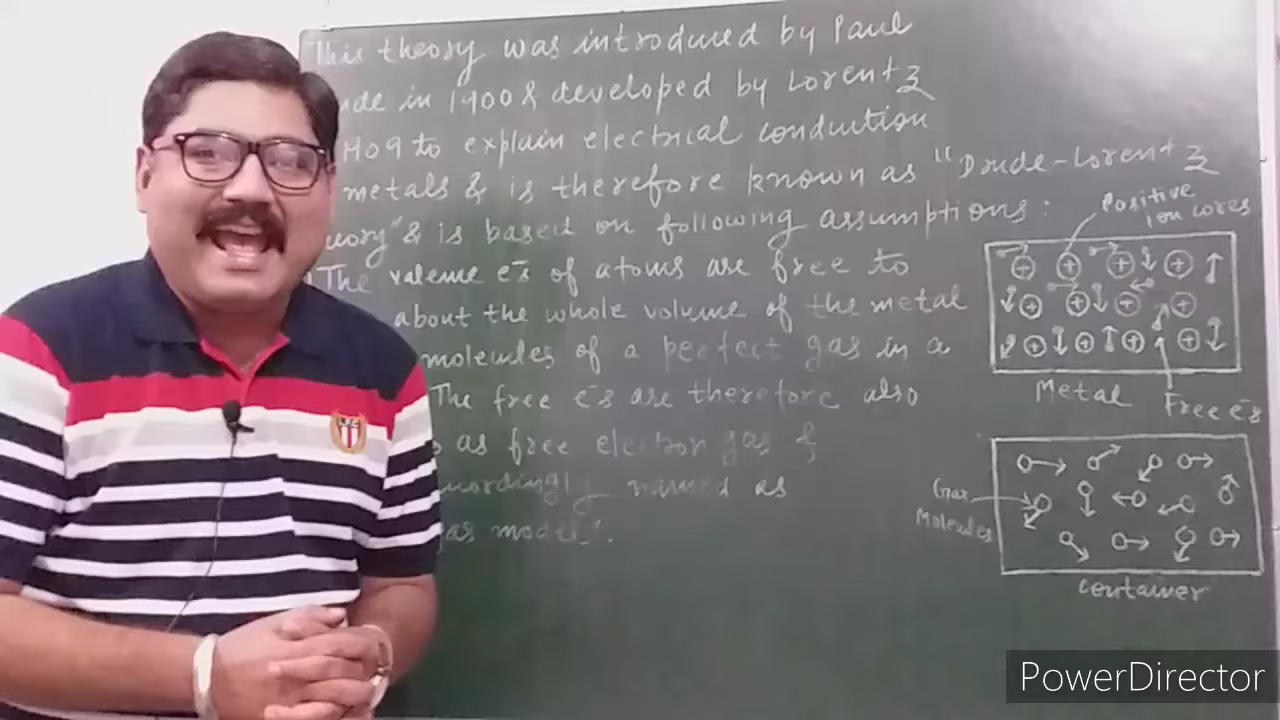 This theory was introduced by Paul
de in 1900 & developed by Lorentz
1909 to explain electrical conduction
metals & is therefore known as "Drude-Lorentz
eory" & is based on following assumptions:
The valence e⁻s of atoms are free to
about the whole volume of the metal
molecules of a perfect gas in a
The free e⁻s are therefore also
s as free electron gas &
cordingly named as
gas model".
Positive
ion cores
Metal
Free e⁻s
Gas
Molecules
Container
PowerDirector